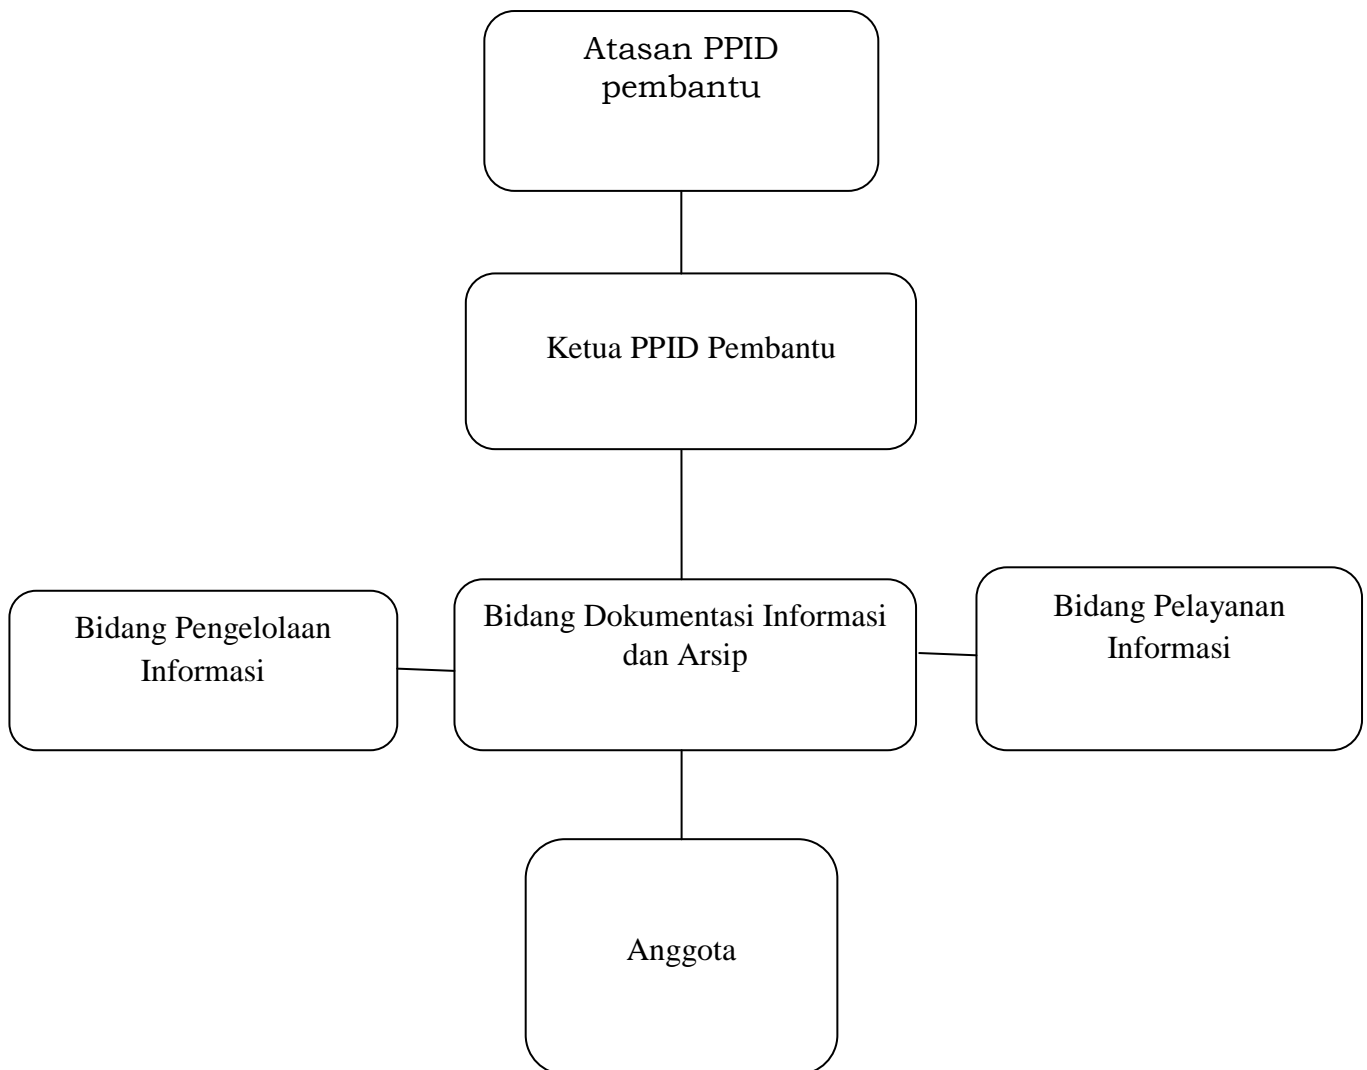 Atasan PPID
pembantu
Ketua PPID Pembantu
Bidang Pengelolaan
Informasi
Bidang Dokumentasi Informasi
dan Arsip
Bidang Pelayanan
Informasi
Anggota